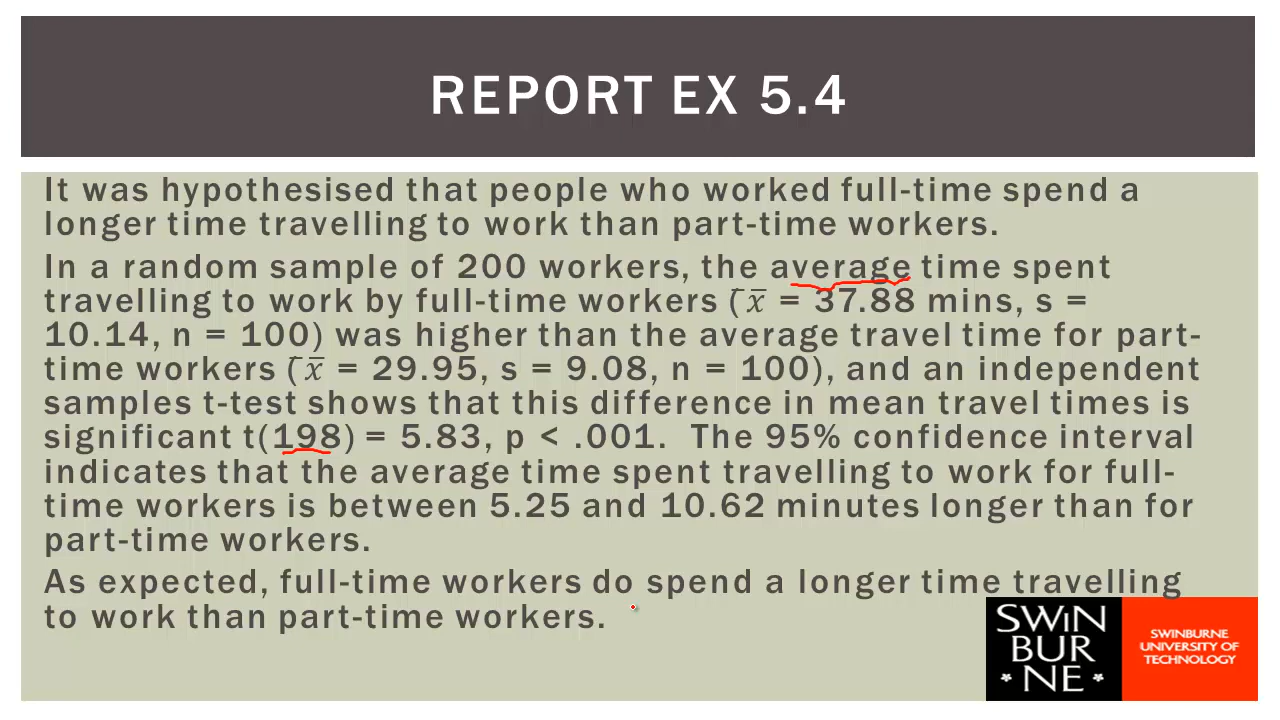 REPORT EX 5.4
It was hypothesised that people who worked full-time spend a
longer time travelling to work than part-time workers.
In a random sample of 200 workers, the average time spent
travelling to work by full-time workers (x̄ = 37.88 mins, s =
10.14, n = 100) was higher than the average travel time for part-
time workers (x̄ = 29.95, s = 9.08, n = 100), and an independent
samples t-test shows that this difference in mean travel times is
significant t(198) = 5.83, p < .001. The 95% confidence interval
indicates that the average time spent travelling to work for full-
time workers is between 5.25 and 10.62 minutes longer than for
part-time workers.
As expected, full-time workers do spend a longer time travelling
to work than part-time workers.
SWiN
BUR
* NE *
SWINBURNE
UNIVERSITY OF
TECHNOLOGY